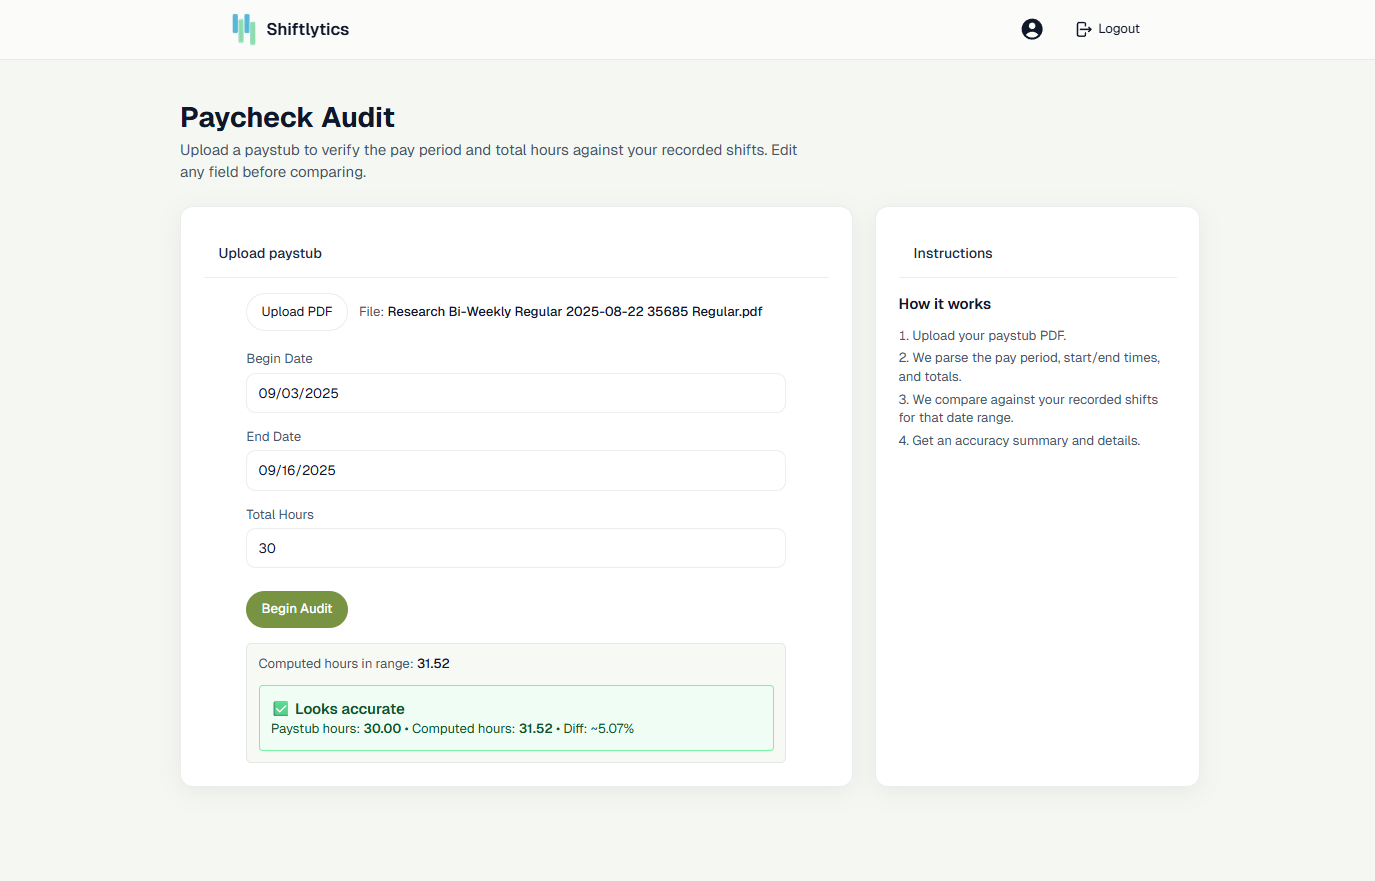 Shiftlytics
Logout
Paycheck Audit
Upload a paystub to verify the pay period and total hours against your recorded shifts. Edit
any field before comparing.
Upload paystub
Upload PDF File: Research Bi-Weekly Regular 2025-08-22 35685 Regular.pdf
Begin Date
09/03/2025
End Date
09/16/2025
Total Hours
30
Begin Audit
Computed hours in range: 31.52
✅ Looks accurate
Paystub hours: 30.00 • Computed hours: 31.52 • Diff: ~5.07%
Instructions
How it works
1. Upload your paystub PDF.
2. We parse the pay period, start/end times,
and totals.
3. We compare against your recorded shifts
for that date range.
4. Get an accuracy summary and details.